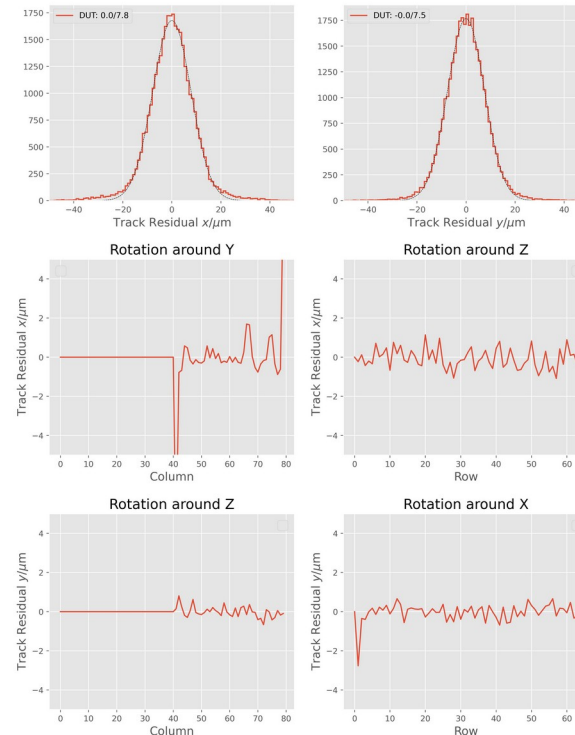 DUT: 0.0/7.8
1750
1500
1250
1000
750
500
250
0
−40 −20 0 20 40
Track Residual x/μm
DUT: -0.0/7.5
1750
1500
1250
1000
750
500
250
0
−40 −20 0 20 40
Track Residual y/μm
Rotation around Y
4
2
0
−2
−4
Track Residual x/μm
0 10 20 30 40 50 60 70 80
Column
Rotation around Z
4
2
0
−2
−4
Track Residual x/μm
0 10 20 30 40 50 60
Row
Rotation around Z
4
2
0
−2
−4
Track Residual y/μm
0 10 20 30 40 50 60 70 80
Column
Rotation around X
4
2
0
−2
−4
Track Residual y/μm
0 10 20 30 40 50 60
Row